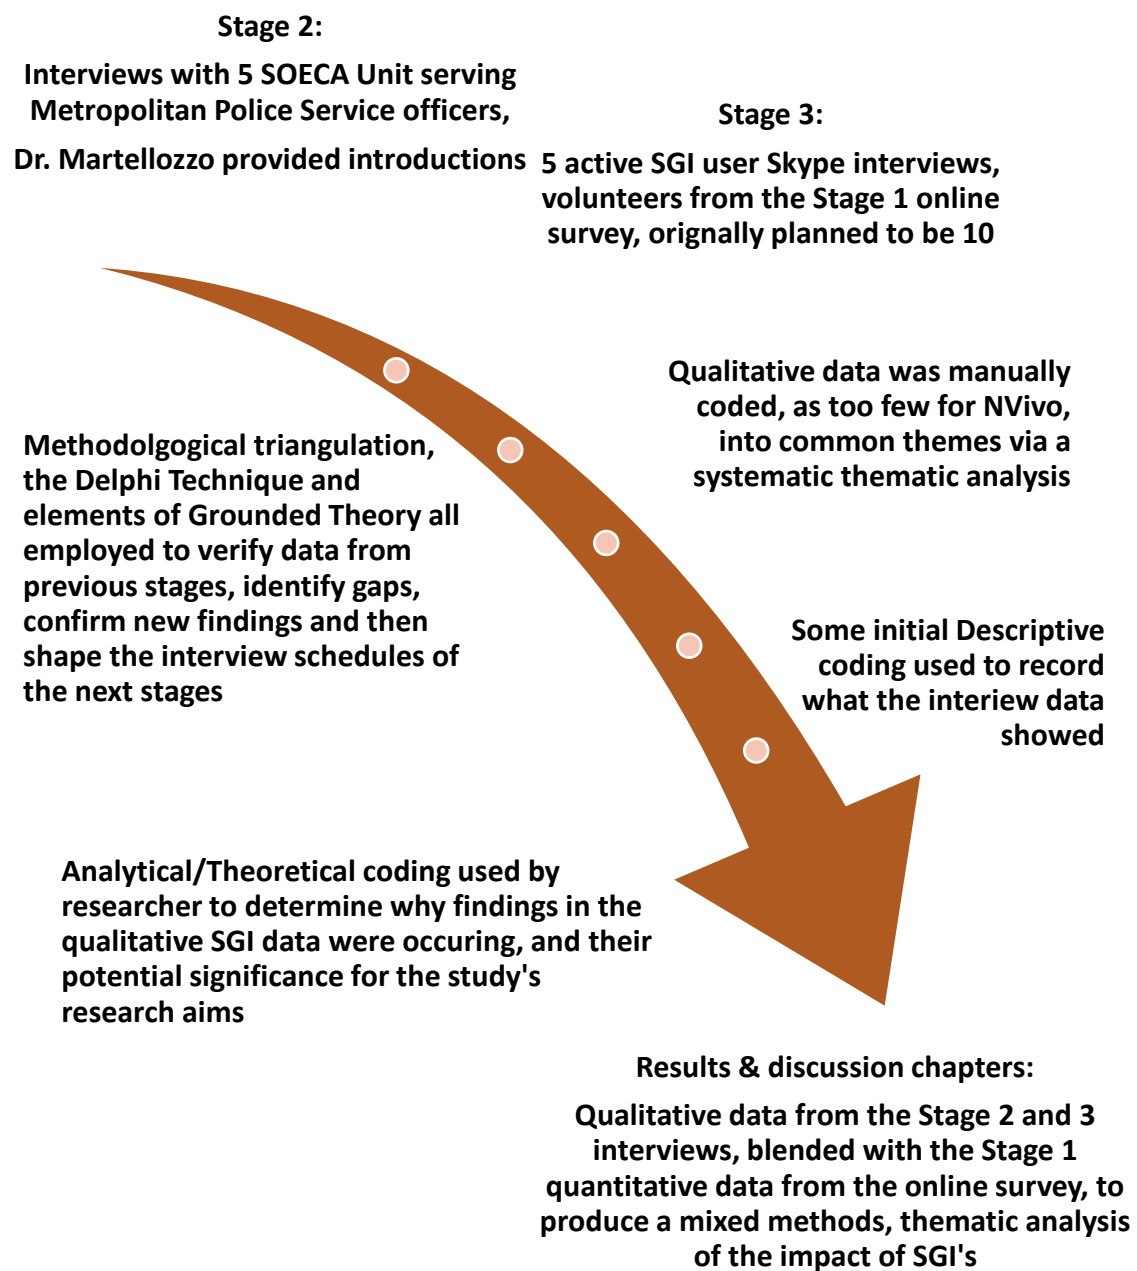 Stage 2:
Interviews with 5 SOECA Unit serving
Metropolitan Police Service officers,
Dr. Martellozzo provided introductions
Stage 3:
5 active SGI user Skype interviews,
volunteers from the Stage 1 online
survey, orignally planned to be 10
Methodolgogical triangulation,
the Delphi Technique and
elements of Grounded Theory all
employed to verify data from
previous stages, identify gaps,
confirm new findings and then
shape the interview schedules of
the next stages
Qualitative data was manually
coded, as too few for NVivo,
into common themes via a
systematic thematic analysis
Some initial Descriptive
coding used to record
what the interiew data
showed
Analytical/Theoretical coding used by
researcher to determine why findings in the
qualitative SGI data were occuring, and their
potential significance for the study's
research aims
Results & discussion chapters:
Qualitative data from the Stage 2 and 3
interviews, blended with the Stage 1
quantitative data from the online survey, to
produce a mixed methods, thematic analysis
of the impact of SGI's